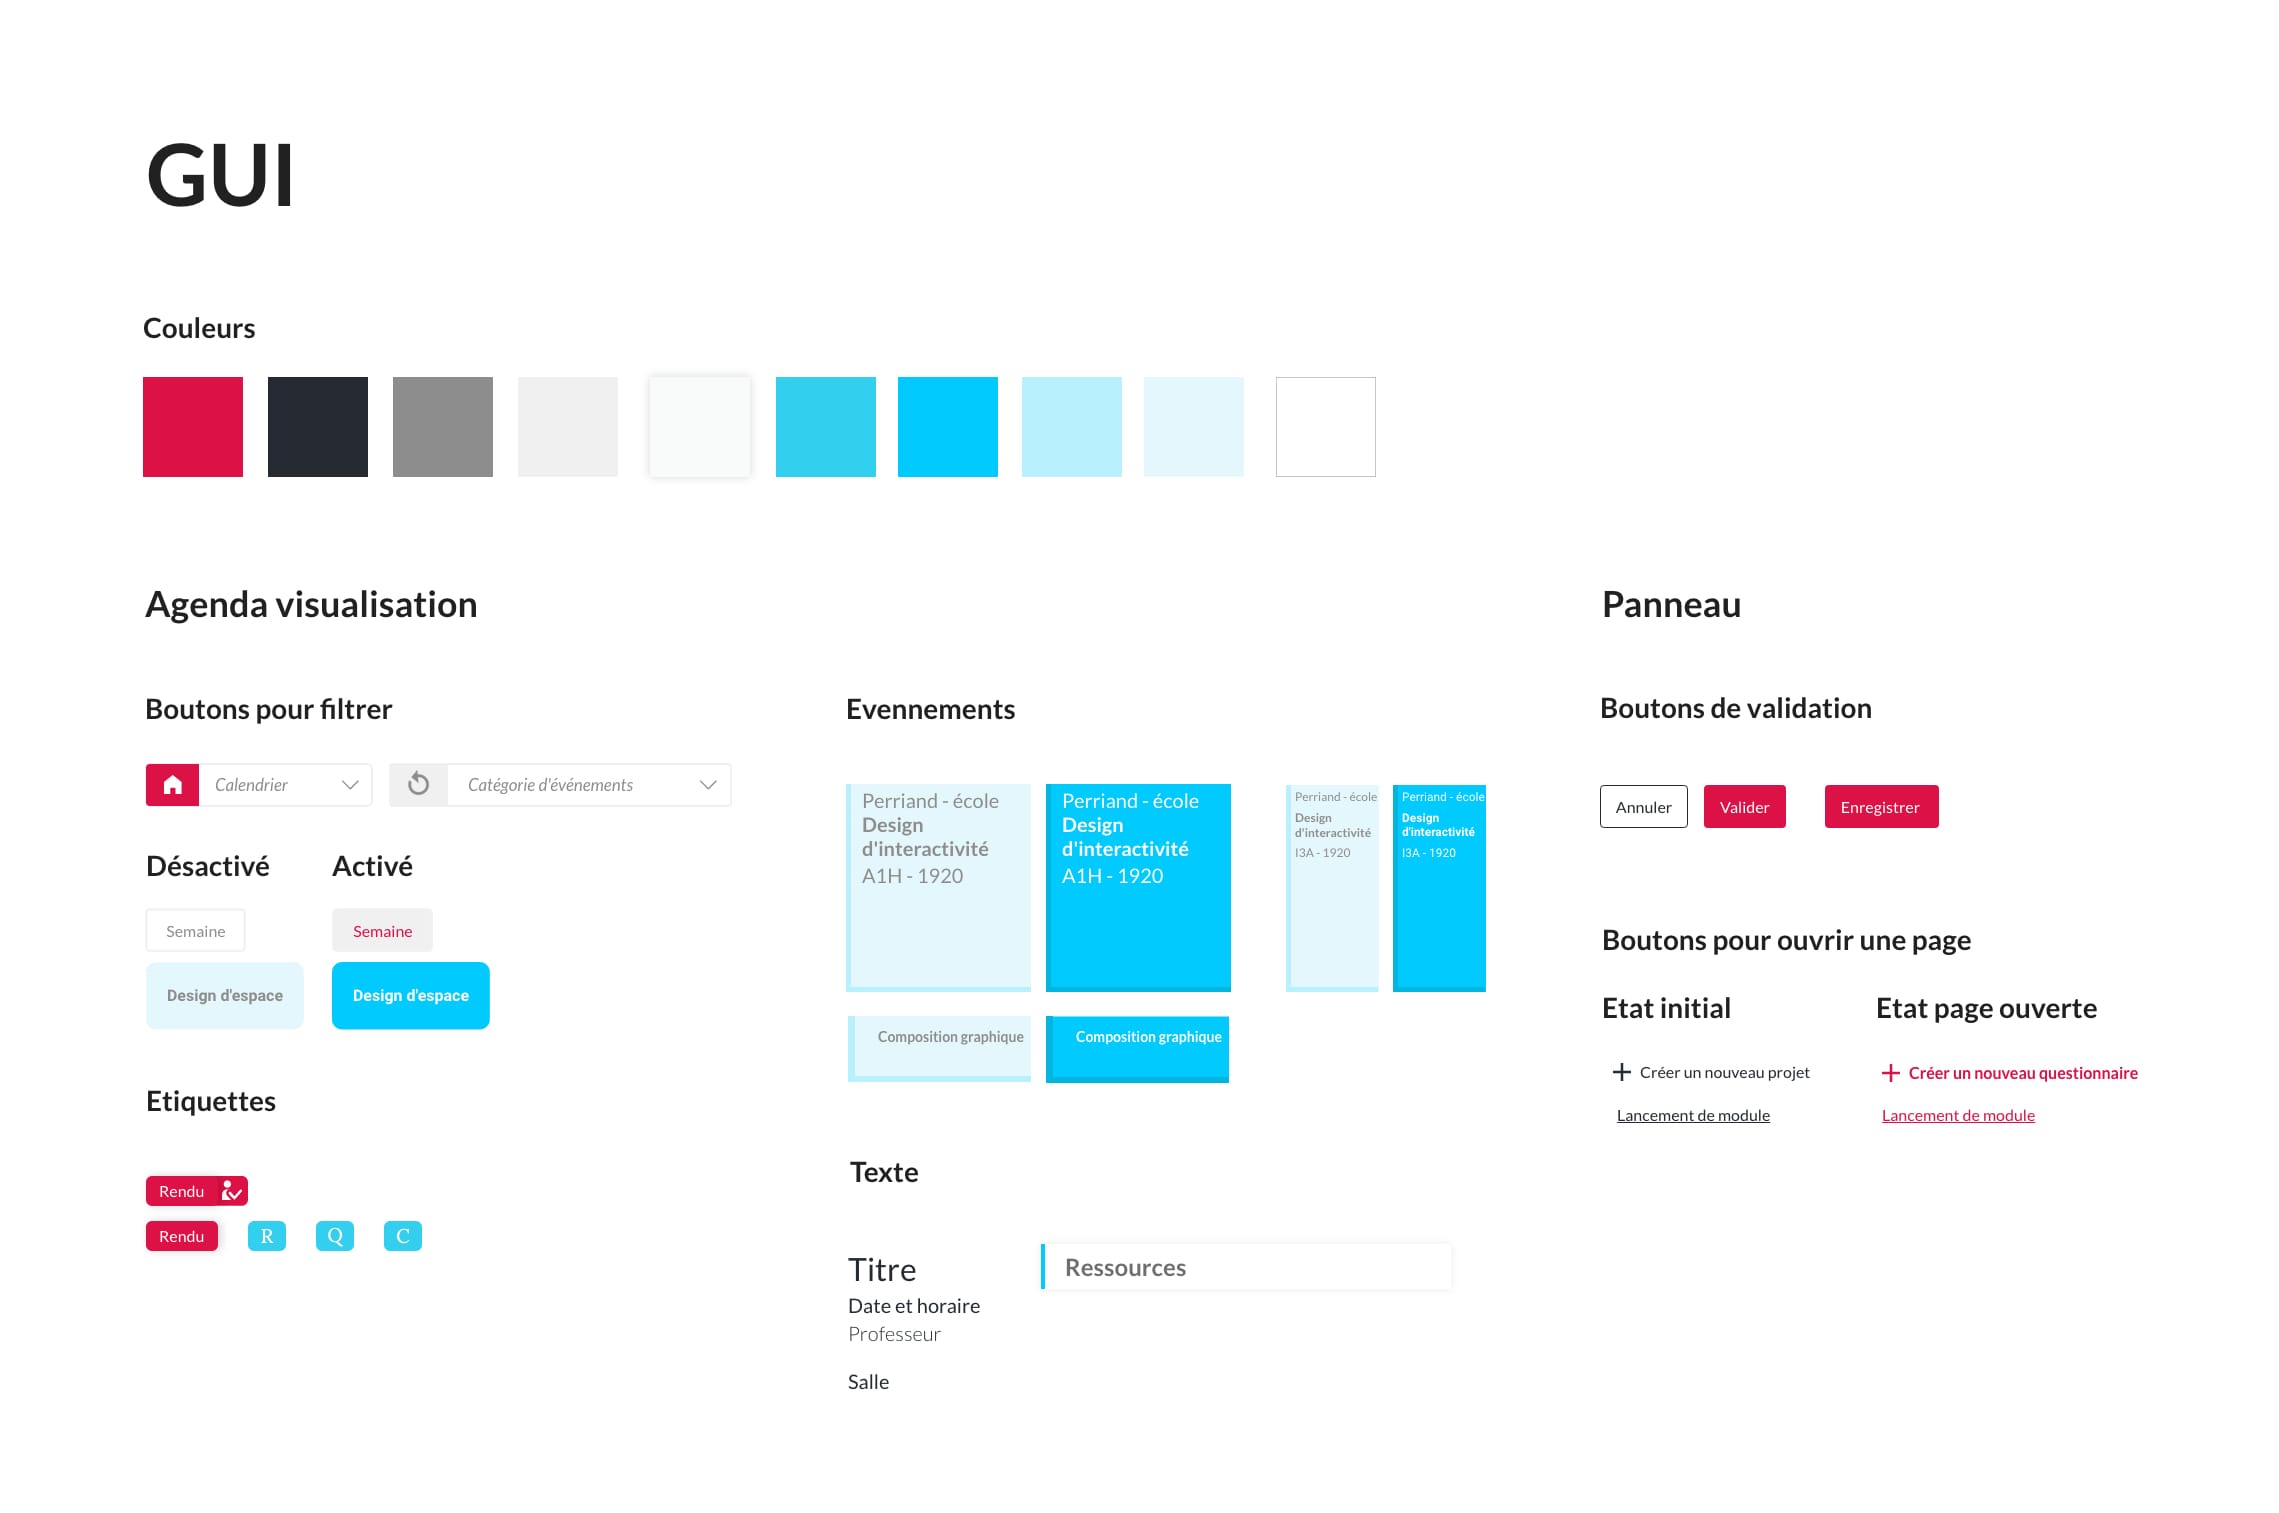 GUI
Couleurs
Agenda visualisation
Boutons pour filtrer
Calendrier
Catégorie d'événements
Désactivé
Activé
Semaine
Semaine
Design d'espace
Design d'espace
Etiquettes
Rendu
Rendu
R
Q
C
Evennements
Perriand - école
Design
d'interactivité
A1H - 1920
Perriand - école
Design
d'interactivité
A1H - 1920
Perriand - école
Design
d'interactivité
I3A - 1920
Perriand - école
Design
d'interactivité
I3A - 1920
Composition graphique
Composition graphique
Texte
Titre
Date et horaire
Professeur
Salle
Ressources
Panneau
Boutons de validation
Annuler
Valider
Enregistrer
Boutons pour ouvrir une page
Etat initial
Etat page ouverte
Créer un nouveau projet
Créer un nouveau questionnaire
Lancement de module
Lancement de module